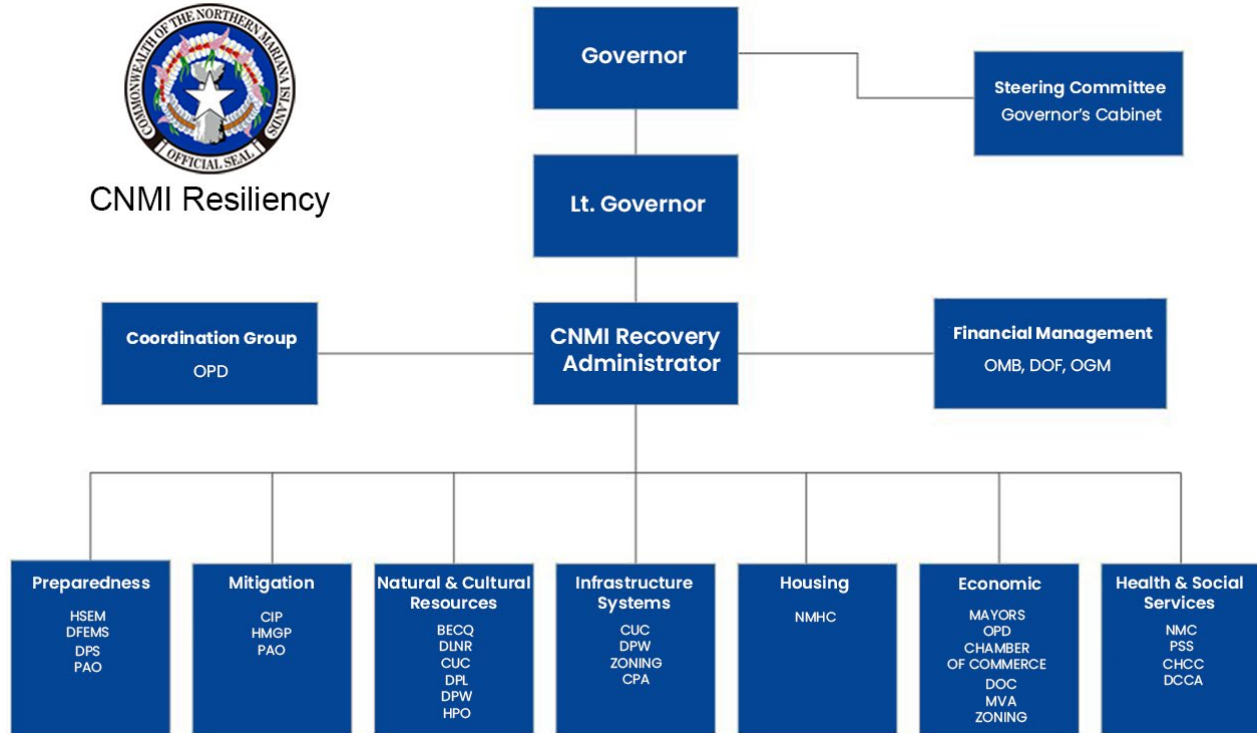 COMMONWEALTH OF THE NORTHERN MARIANA ISLANDS
OFFICIAL SEAL
CNMI Resiliency
Governor
Steering Committee
Governor's Cabinet
Lt. Governor
Coordination Group
OPD
CNMI Recovery
Administrator
Financial Management
OMB, DOF, OGM
Preparedness
HSEM
DFEMS
DPS
PAO
Mitigation
CIP
HMGP
PAO
Natural & Cultural
Resources
BECQ
DLNR
CUC
DPL
DPW
HPO
Infrastructure
Systems
CUC
DPW
ZONING
CPA
Housing
NMHC
Economic
MAYORS
OPD
CHAMBER
OF COMMERCE
DOC
MVA
ZONING
Health & Social
Services
NMC
PSS
CHCC
DCCA